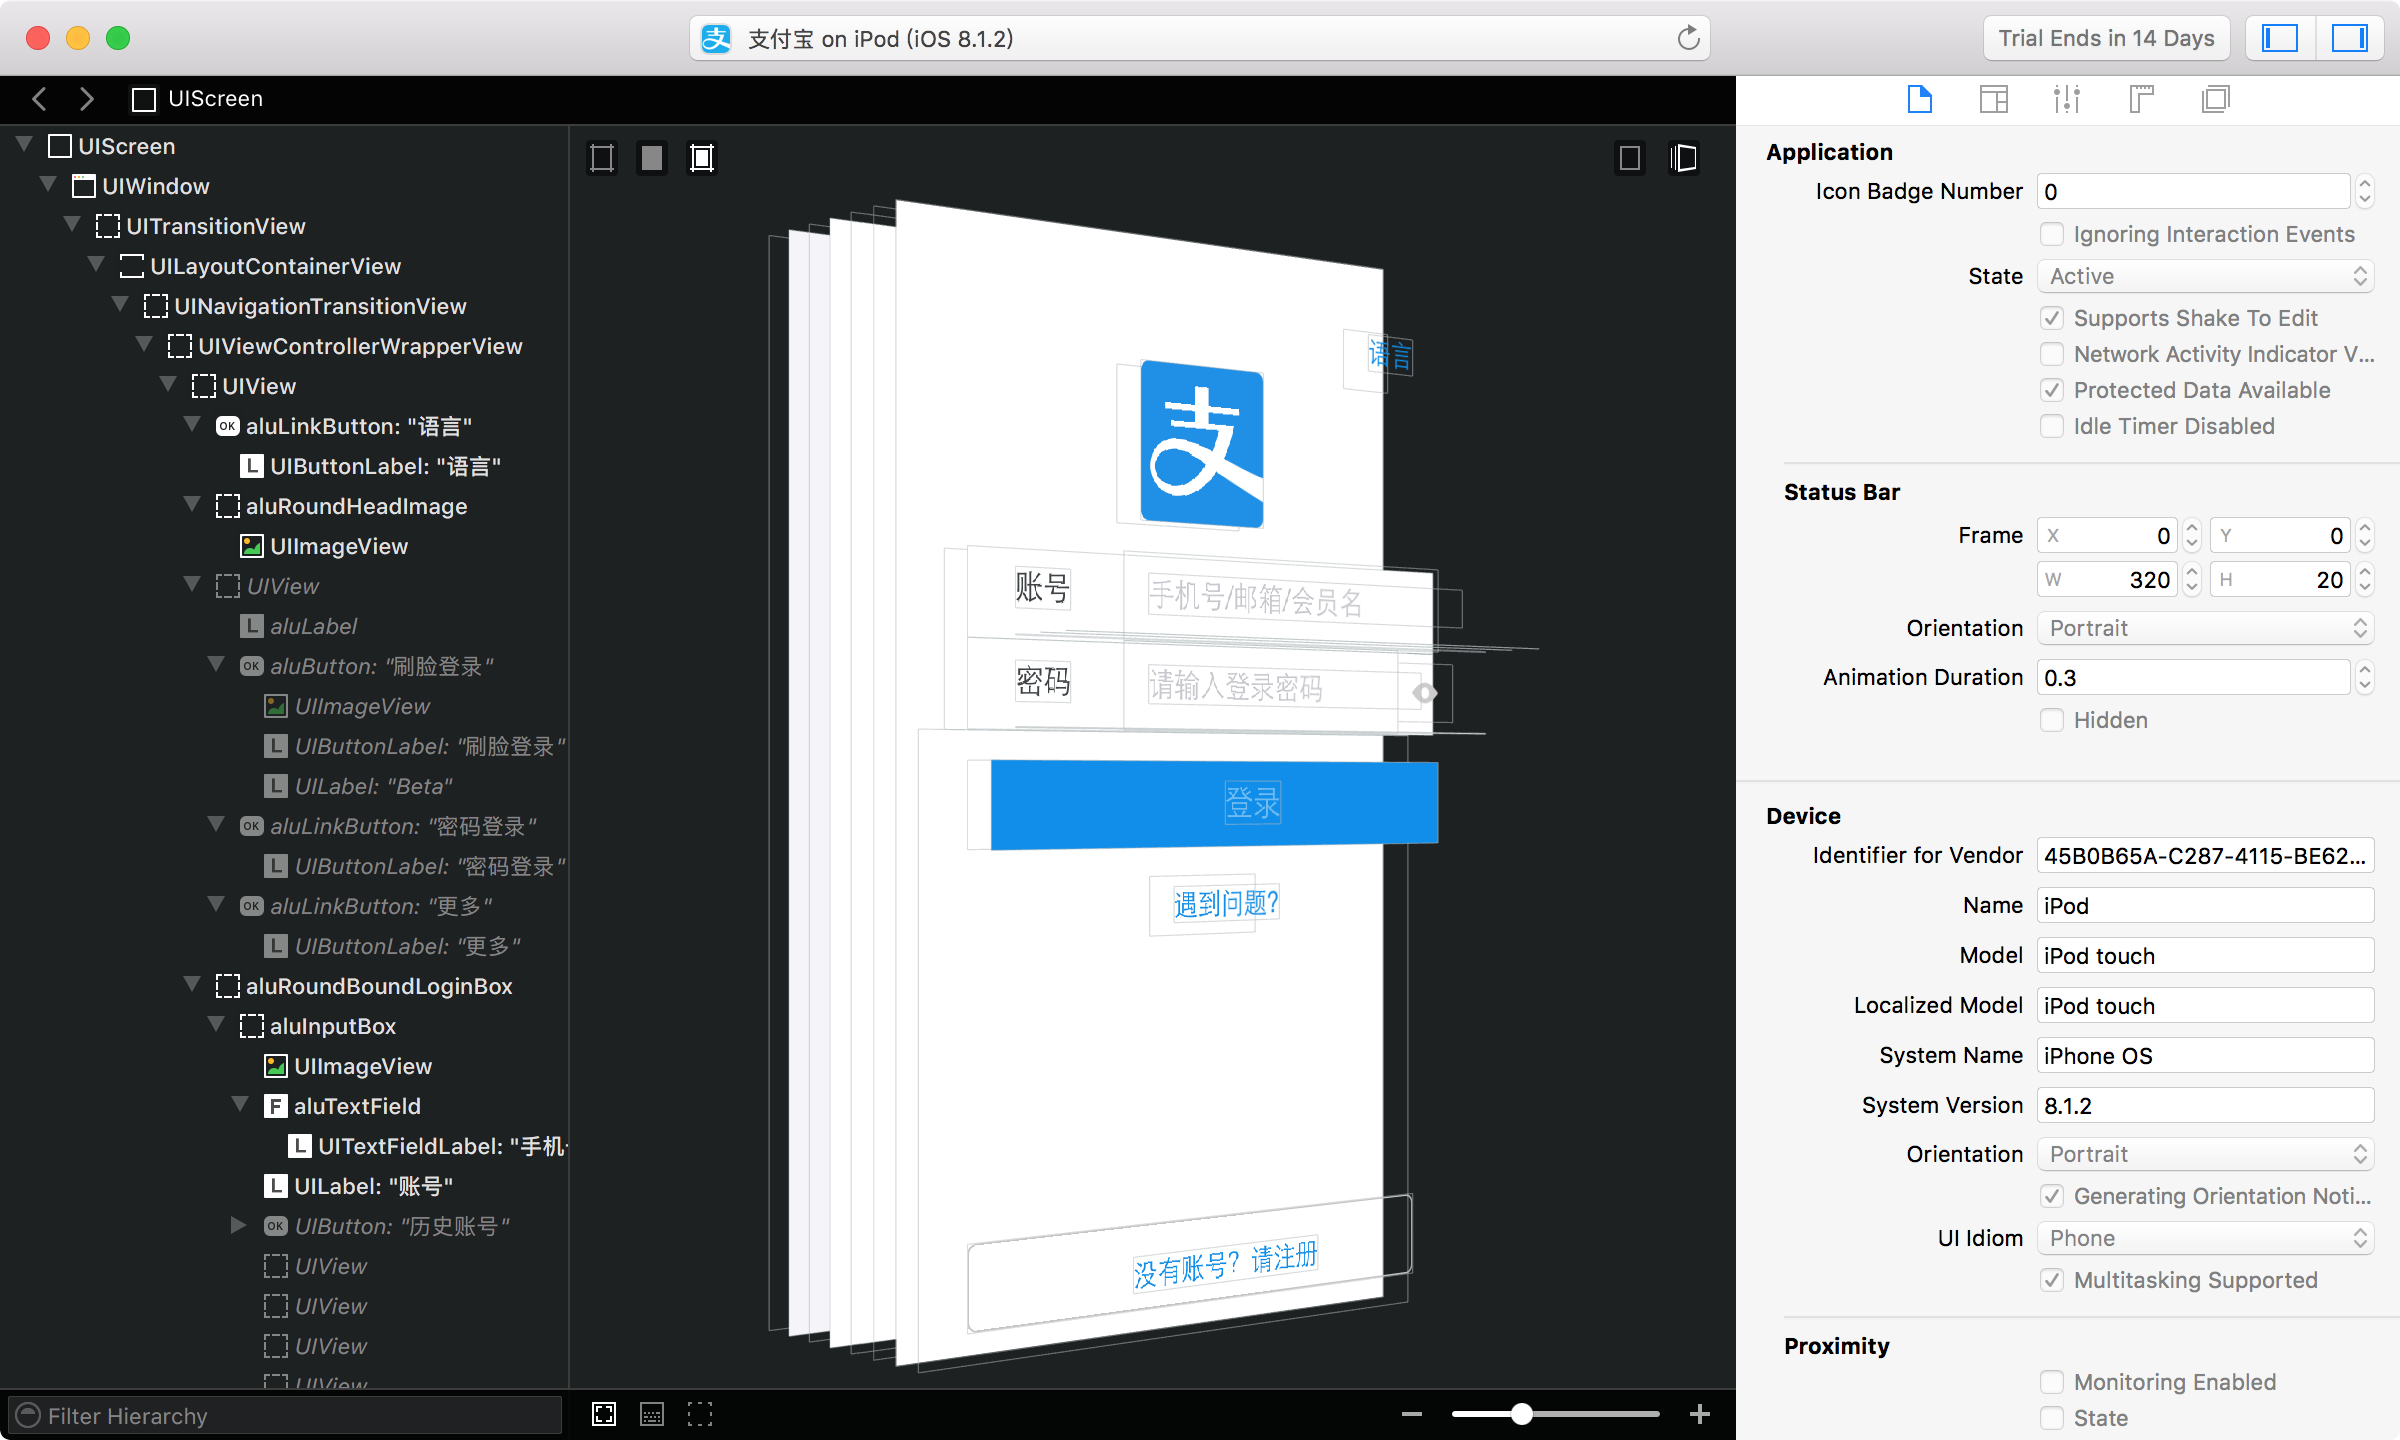 支付宝 on iPod (iOS 8.1.2)
Trial Ends in 14 Days
UIScreen
UIScreen
UIWindow
UITransitionView
UILayoutContainerView
UINavigationTransitionView
UIViewControllerWrapperView
UIView
OK aluLinkButton: "语言"
L UIButtonLabel: "语言"
aluRoundHeadImage
UIImageView
UIView
L aluLabel
OK aluButton: "刷脸登录"
UIImageView
L UIButtonLabel: "刷脸登录"
L UILabel: "Beta"
OK aluLinkButton: "密码登录"
L UIButtonLabel: "密码登录"
OK aluLinkButton: "更多"
L UIButtonLabel: "更多"
aluRoundBoundLoginBox
aluInputBox
UIImageView
F aluTextField
L UITextFieldLabel: "手机
L UILabel: "账号"
OK UIButton: "历史账号"
UIView
UIView
UIView
UIView
Filter Hierarchy
语言
支
账号
手机号/邮箱/会员名
密码
请输入登录密码
登录
遇到问题?
没有账号? 请注册
Application
Icon Badge Number 0
Ignoring Interaction Events
State Active
Supports Shake To Edit
Network Activity Indicator V...
Protected Data Available
Idle Timer Disabled
Status Bar
Frame X 0 Y 0
W 320 H 20
Orientation Portrait
Animation Duration 0.3
Hidden
Device
Identifier for Vendor 45B0B65A-C287-4115-BE62...
Name iPod
Model iPod touch
Localized Model iPod touch
System Name iPhone OS
System Version 8.1.2
Orientation Portrait
Generating Orientation Noti...
UI Idiom Phone
Multitasking Supported
Proximity
Monitoring Enabled
State